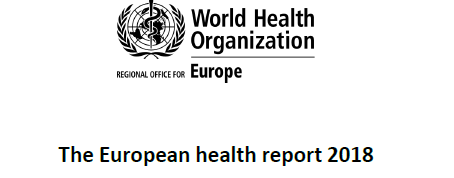 World Health
Organization
REGIONAL OFFICE FOR Europe
The European health report 2018